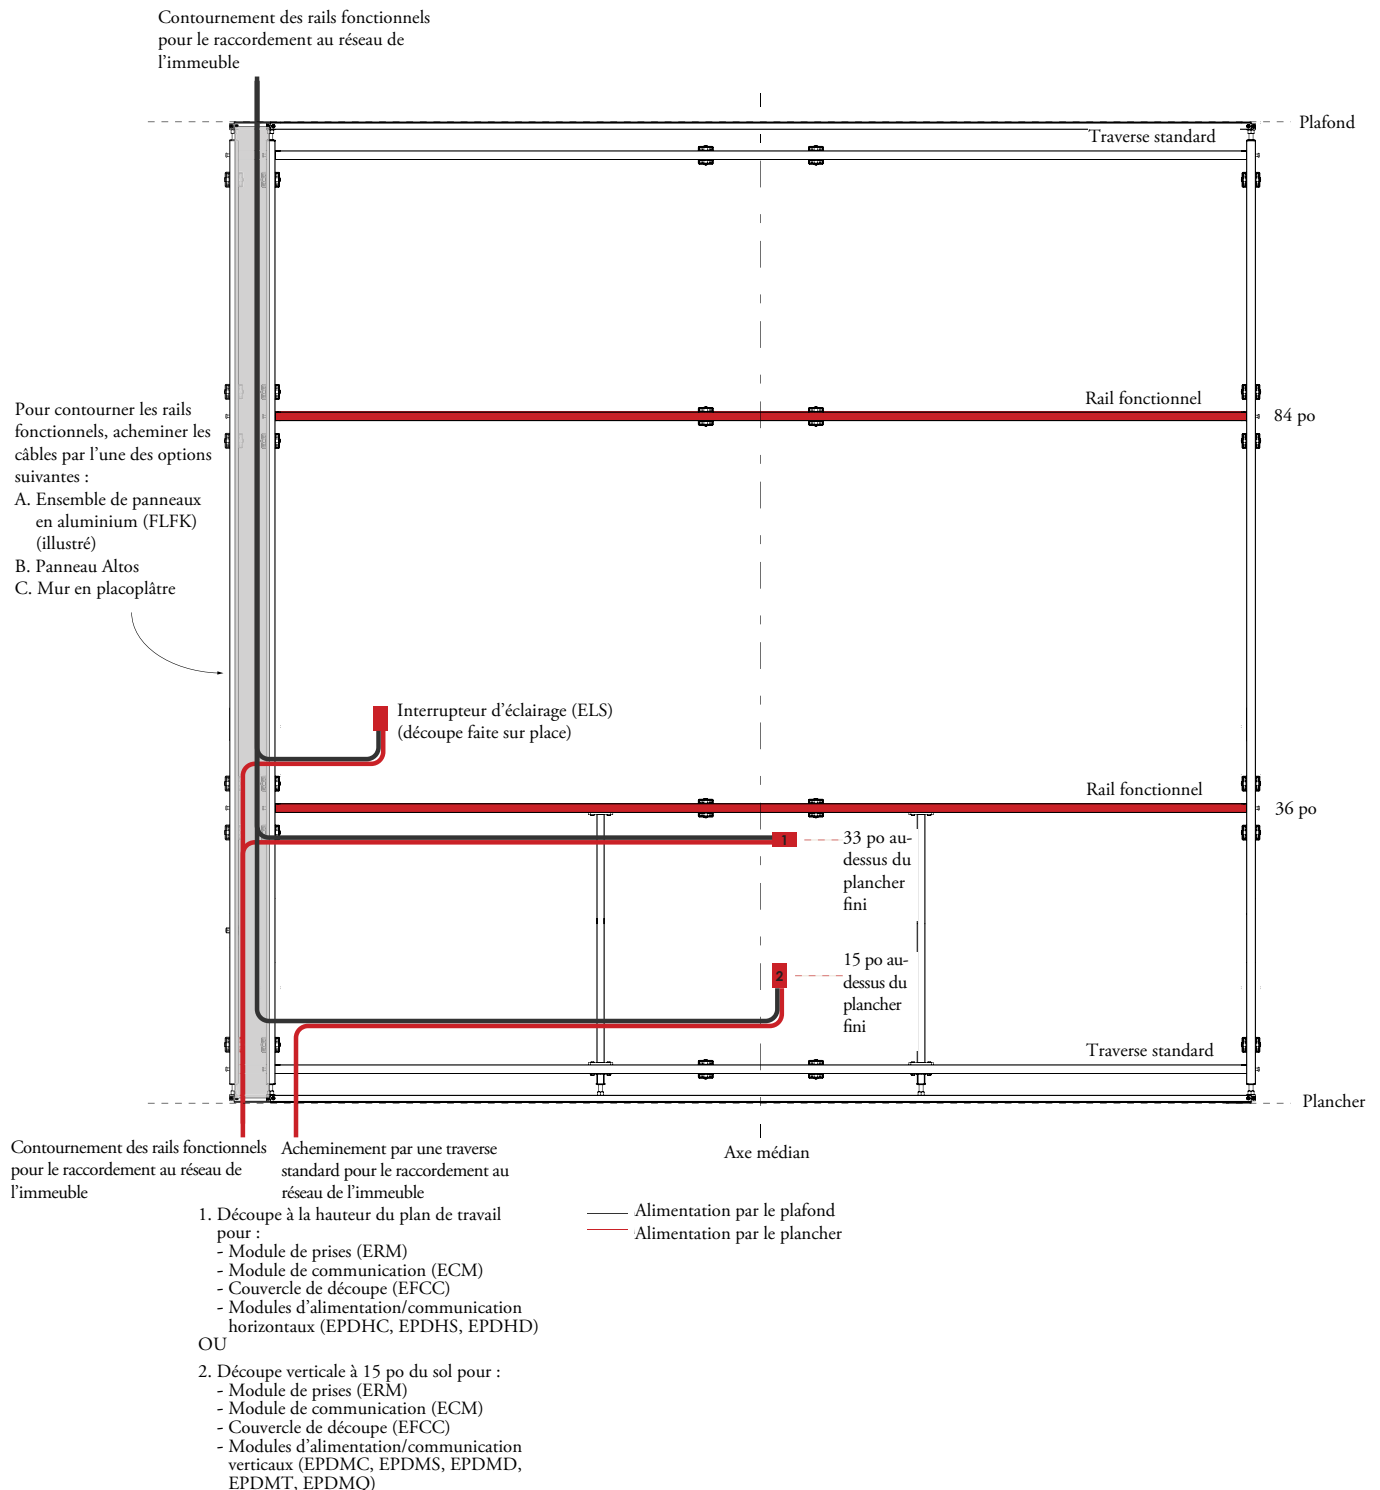 Contournement des rails fonctionnels
pour le raccordement au réseau de
l’immeuble
Plafond
Traverse standard
Rail fonctionnel
84 po
Pour contourner les rails
fonctionnels, acheminer les
câbles par l’une des options
suivantes :
A. Ensemble de panneaux
en aluminium (FLFK)
(illustré)
B. Panneau Altos
C. Mur en placoplâtre
Interrupteur d’éclairage (ELS)
(découpe faite sur place)
Rail fonctionnel
36 po
1
33 po au-
dessus du
plancher
fini
2
15 po au-
dessus du
plancher
fini
Traverse standard
Plancher
Axe médian
Contournement des rails fonctionnels
pour le raccordement au réseau de
l’immeuble
Acheminement par une traverse
standard pour le raccordement au
réseau de l’immeuble
Alimentation par le plafond
Alimentation par le plancher
1. Découpe à la hauteur du plan de travail
pour :
- Module de prises (ERM)
- Module de communication (ECM)
- Couvercle de découpe (EFCC)
- Modules d’alimentation/communication
horizontaux (EPDHC, EPDHS, EPDHD)
OU
2. Découpe verticale à 15 po du sol pour :
- Module de prises (ERM)
- Module de communication (ECM)
- Couvercle de découpe (EFCC)
- Modules d’alimentation/communication
verticaux (EPDMC, EPDMS, EPDMD,
EPDMT, EPDMQ)